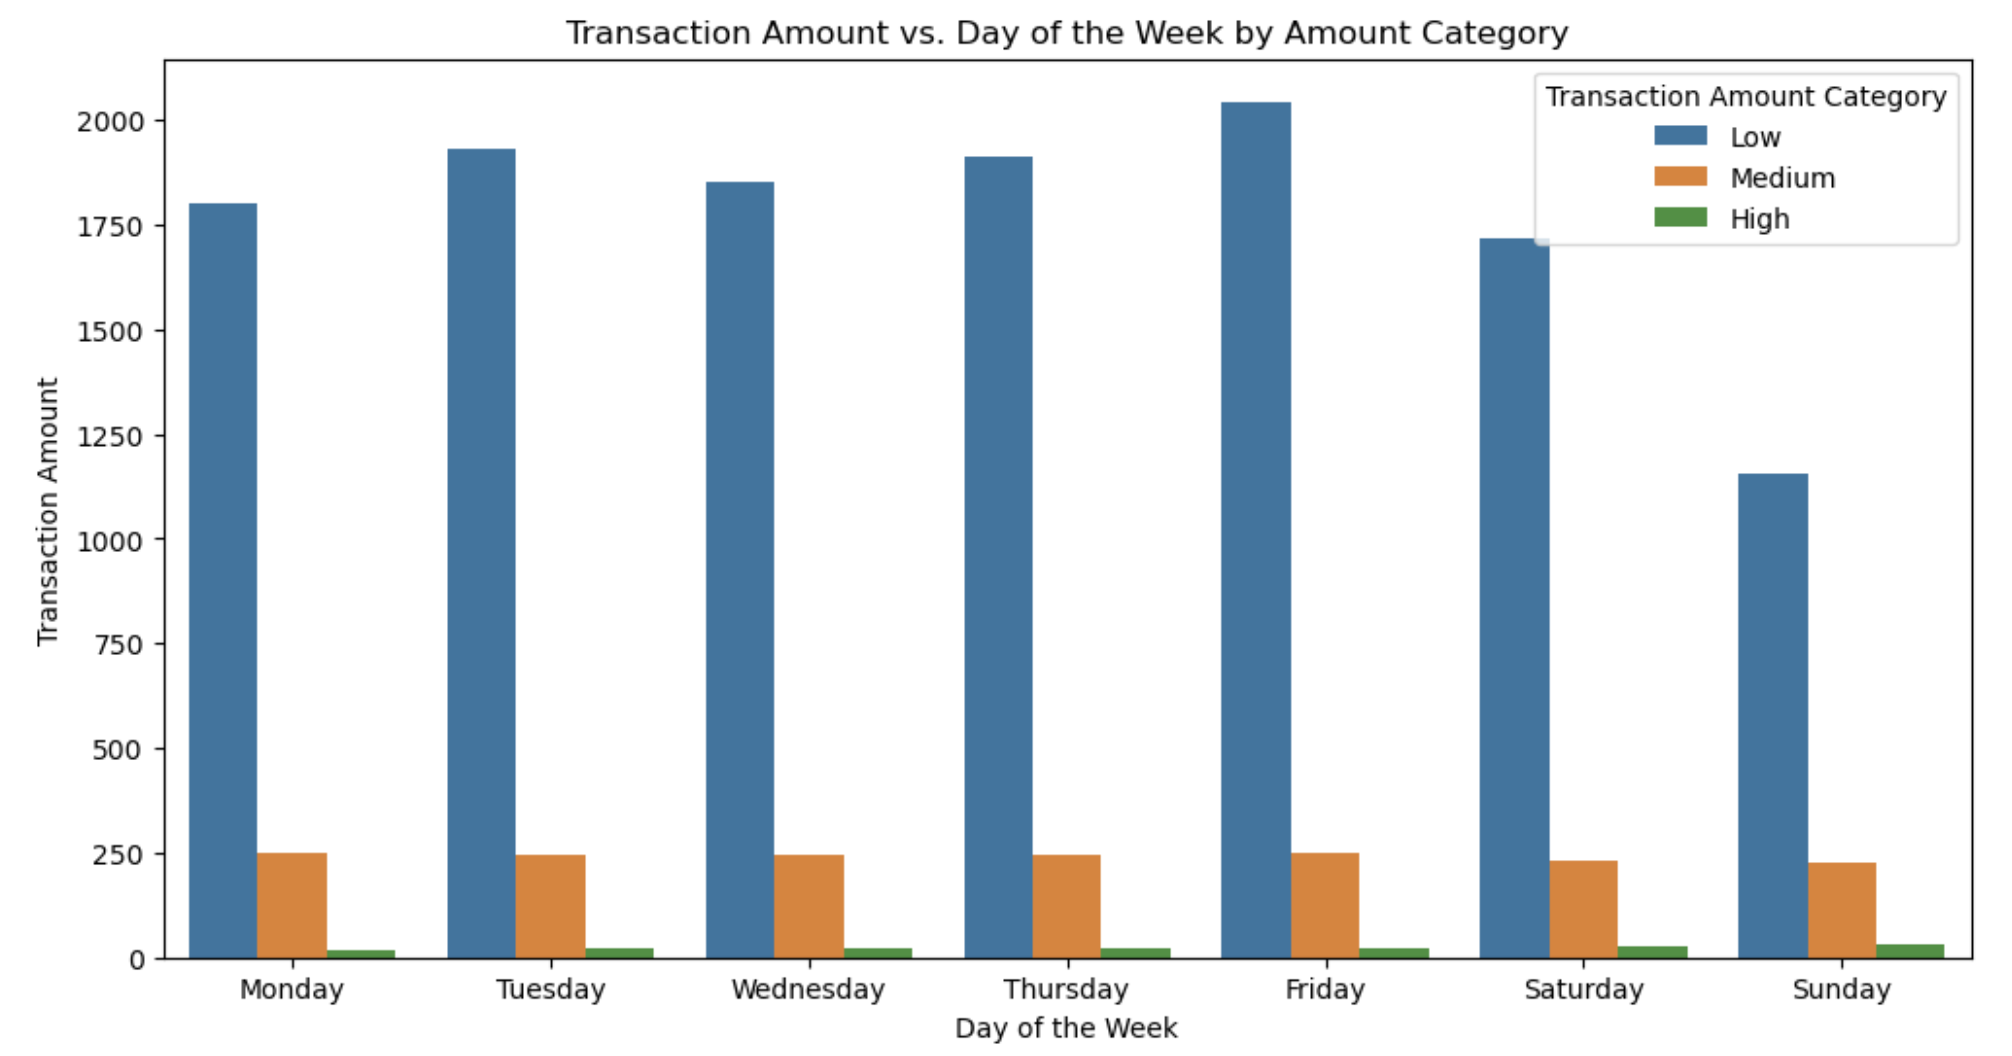 Transaction Amount vs. Day of the Week by Amount Category
Transaction Amount Category
Low
Medium
High
Transaction Amount
2000
1750
1500
1250
1000
750
500
250
0
Monday Tuesday Wednesday Thursday Friday Saturday Sunday
Day of the Week